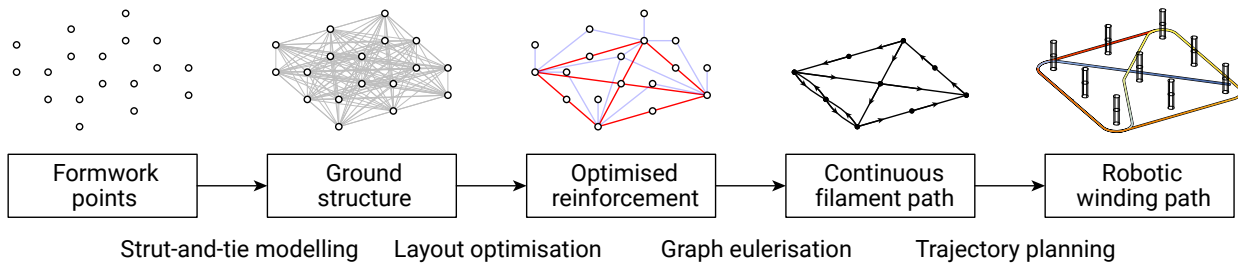 Formwork
points
Ground
structure
Optimised
reinforcement
Continuous
filament path
Robotic
winding path
Strut-and-tie modelling
Layout optimisation
Graph eulerisation
Trajectory planning